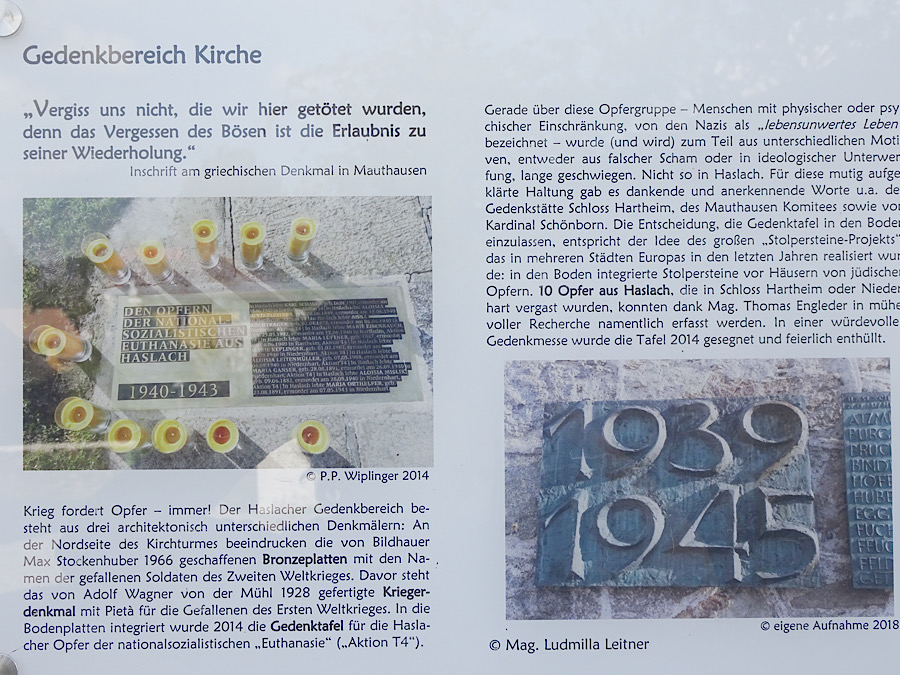 Gedenkbereich Kirche
„Vergiss uns nicht, die wir hier getötet wurden,
denn das Vergessen des Bösen ist die Erlaubnis zu
seiner Wiederholung.“
Inschrift am griechischen Denkmal in Mauthausen
DEN OPFERN
DER NATIONAL-
SOZIALISTISCHEN
EUTHANASIE AUS
HASLACH
1940-1943
© P.P. Wiplinger 2014
Krieg fordert Opfer – immer! Der Haslacher Gedenkbereich be-
steht aus drei architektonisch unterschiedlichen Denkmälern: An
der Nordseite des Kirchturmes beeindrucken die von Bildhauer
Max Stockenhuber 1966 geschaffenen Bronzeplatten mit den Na-
men der gefallenen Soldaten des Zweiten Weltkrieges. Davor steht
das von Adolf Wagner von der Mühl 1928 gefertigte Krieger-
denkmal mit Pietà für die Gefallenen des Ersten Weltkrieges. In die
Bodenplatten integriert wurde 2014 die Gedenktafel für die Hasla-
cher Opfer der nationalsozialistischen „Euthanasie“ („Aktion T4“).
Gerade über diese Opfergruppe – Menschen mit physischer oder psy
chischer Einschränkung, von den Nazis als „lebensunwertes Leben
bezeichnet – wurde (und wird) zum Teil aus unterschiedlichen Moti
ven, entweder aus falscher Scham oder in ideologischer Unterwer
fung, lange geschwiegen. Nicht so in Haslach. Für diese mutig aufge
klärte Haltung gab es dankende und anerkennende Worte u.a. de
Gedenkstätte Schloss Hartheim, des Mauthausen Komitees sowie vo
Kardinal Schönborn. Die Entscheidung, die Gedenktafel in den Boden
einzulassen, entspricht der Idee des großen „Stolpersteine-Projekts“
das in mehreren Städten Europas in den letzten Jahren realisiert wur
de: in den Boden integrierte Stolpersteine vor Häusern von jüdische
Opfern. 10 Opfer aus Haslach, die in Schloss Hartheim oder Nieder
hart vergast wurden, konnten dank Mag. Thomas Engleder in mühe
voller Recherche namentlich erfasst werden. In einer würdevolle
Gedenkmesse wurde die Tafel 2014 gesegnet und feierlich enthüllt.
1939
1945
© eigene Aufnahme 2018
© Mag. Ludmilla Leitner